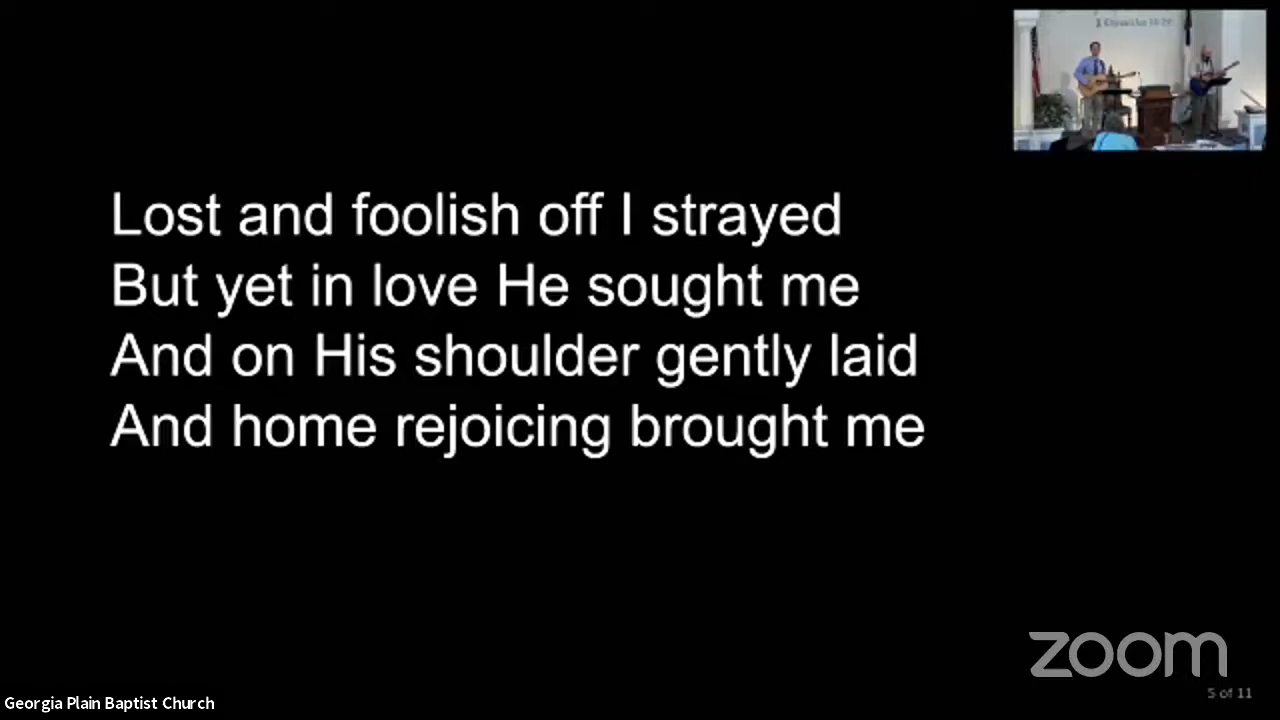 Lost and foolish off I strayed
But yet in love He sought me
And on His shoulder gently laid
And home rejoicing brought me
zoom
5 of 11
Georgia Plain Baptist Church